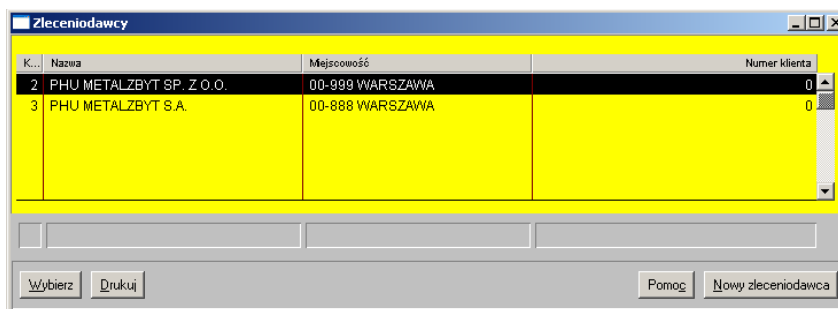 Zleceniodawcy
K... Nazwa Miejscowość Numer klienta
2 PHU METALZBYT SP. Z O.O. 00-999 WARSZAWA 0
3 PHU METALZBYT S.A. 00-888 WARSZAWA 0
Wybierz Drukuj Pomoc Nowy zleceniodawca